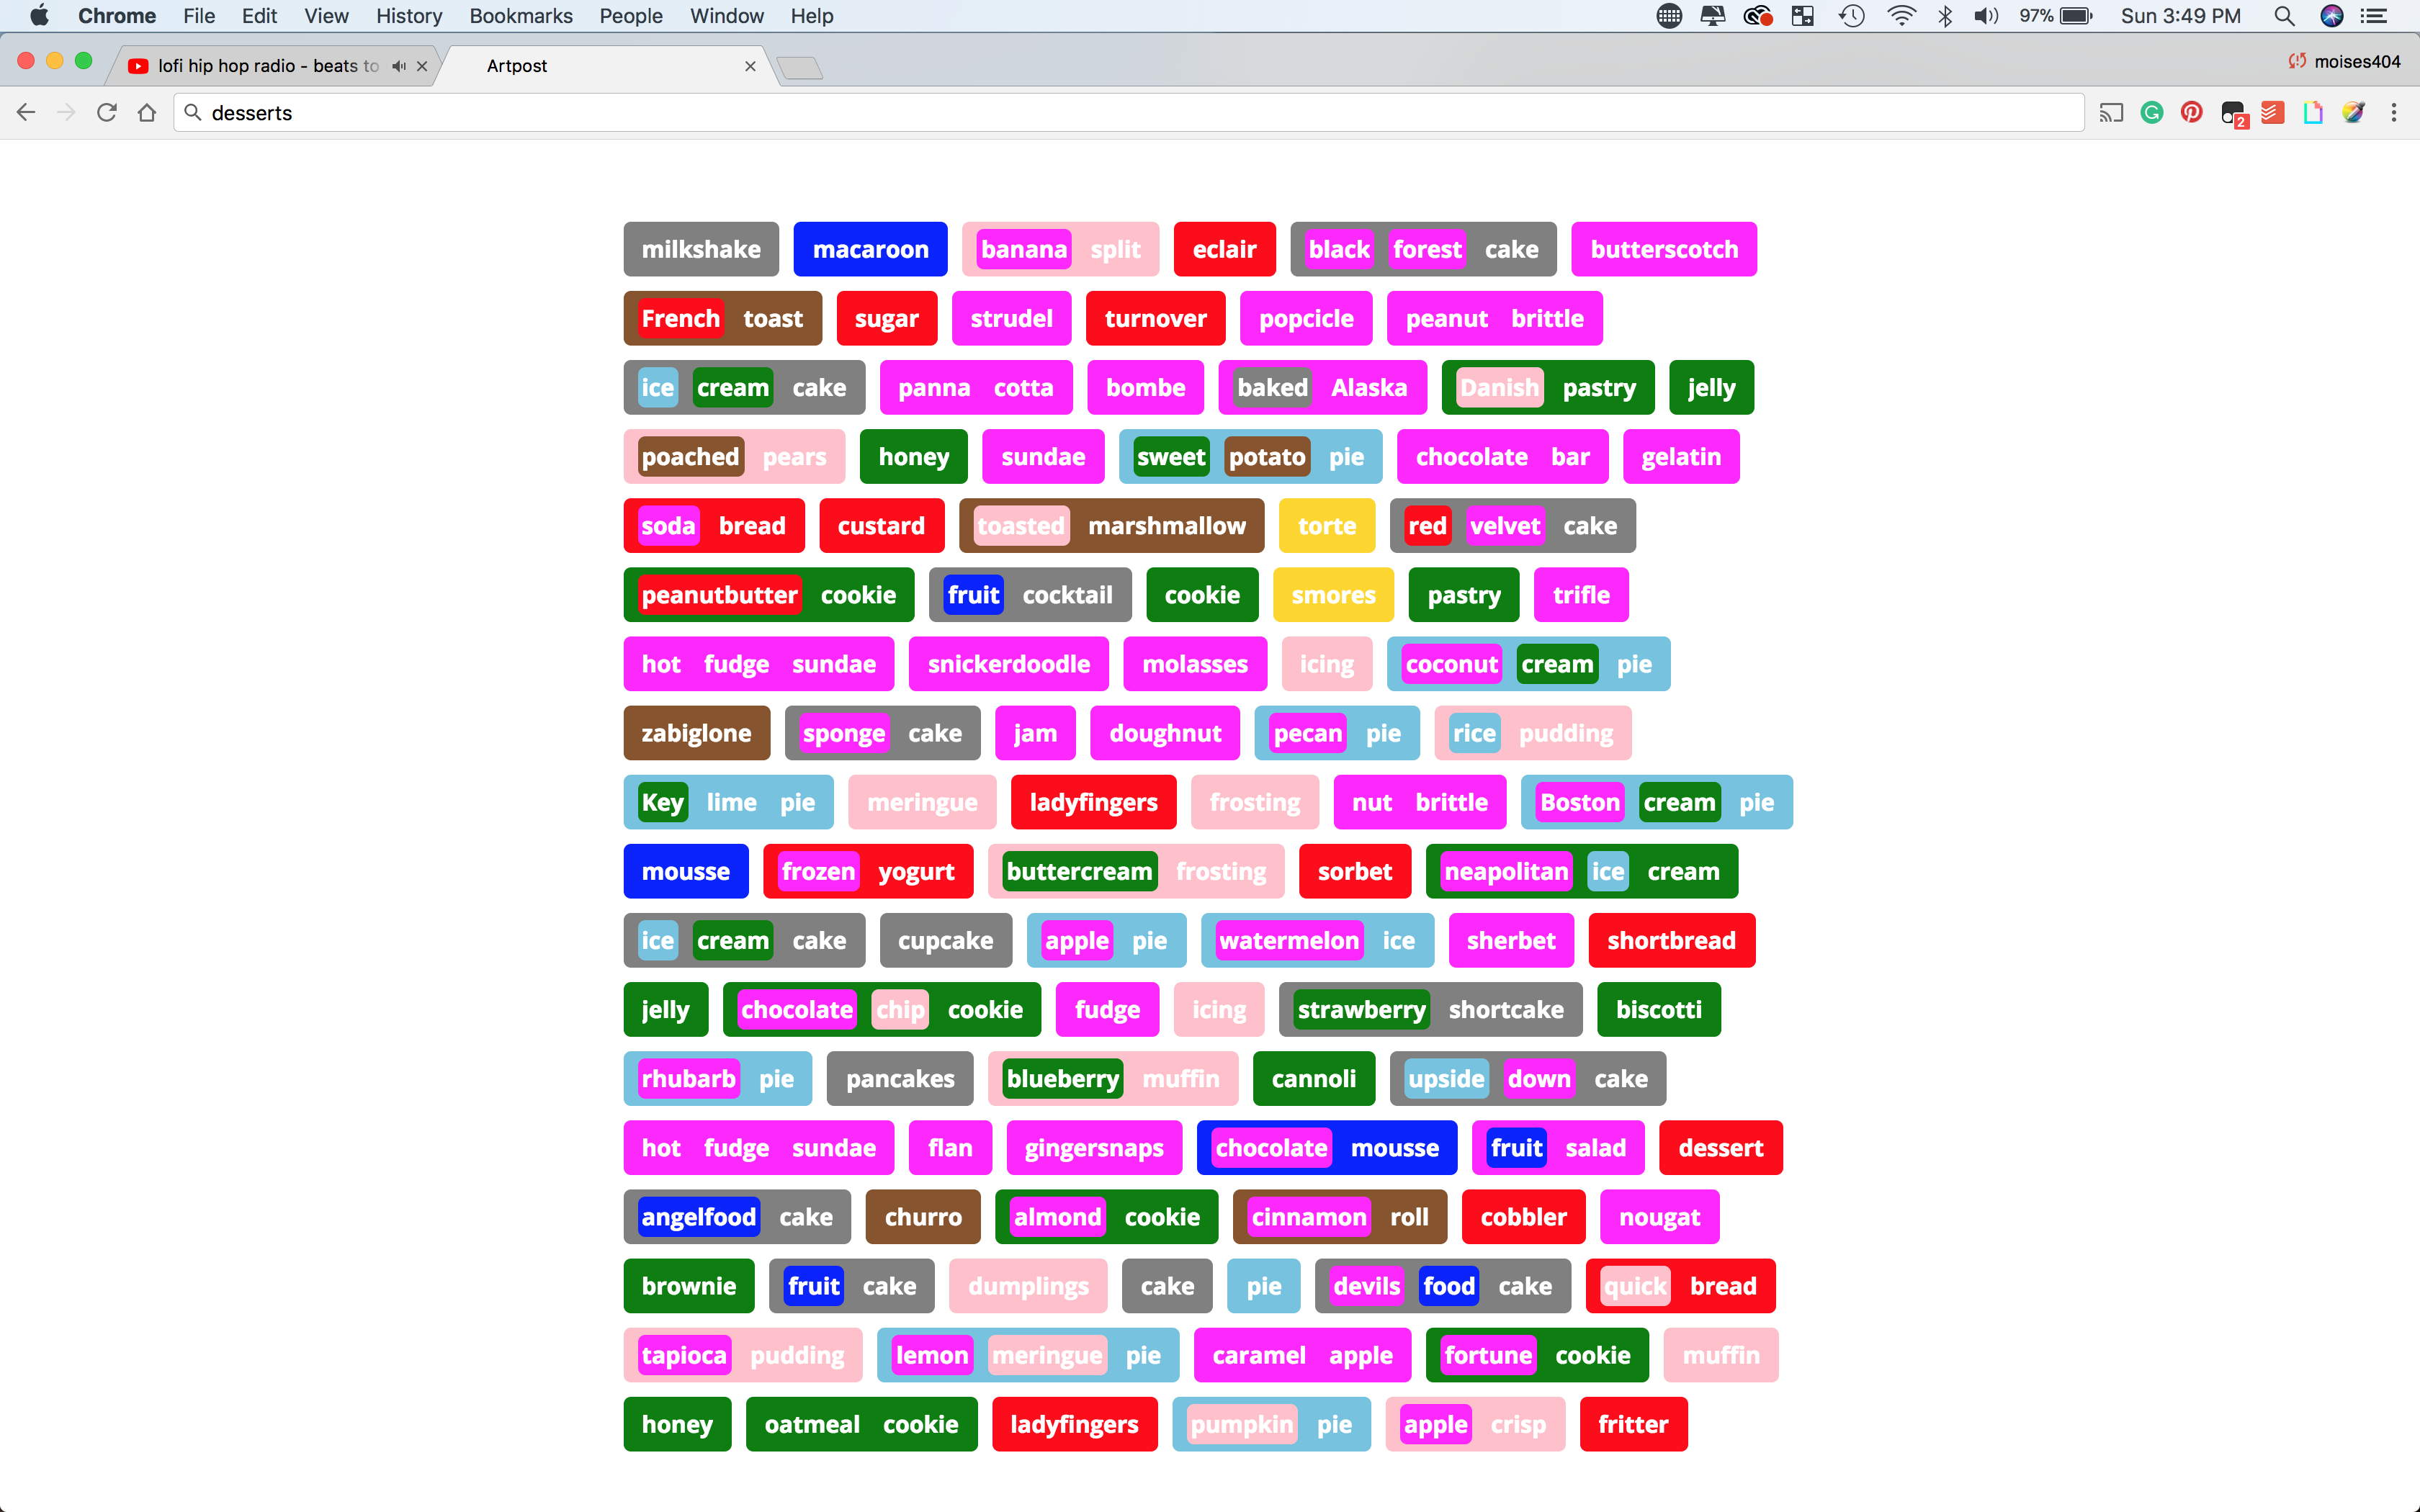 Chrome File Edit View History Bookmarks People Window Help 97% Sun 3:49 PM
lofi hip hop radio - beats to Artpost moises404
desserts 2
milkshake macaroon banana split eclair black forest cake butterscotch
French toast sugar strudel turnover popcicle peanut brittle
ice cream cake panna cotta bombe baked Alaska Danish pastry jelly
poached pears honey sundae sweet potato pie chocolate bar gelatin
soda bread custard toasted marshmallow torte red velvet cake
peanutbutter cookie fruit cocktail cookie smores pastry trifle
hot fudge sundae snickerdoodle molasses icing coconut cream pie
zabiglone sponge cake jam doughnut pecan pie rice pudding
Key lime pie meringue ladyfingers frosting nut brittle Boston cream pie
mousse frozen yogurt buttercream frosting sorbet neapolitan ice cream
ice cream cake cupcake apple pie watermelon ice sherbet shortbread
jelly chocolate chip cookie fudge icing strawberry shortcake biscotti
rhubarb pie pancakes blueberry muffin cannoli upside down cake
hot fudge sundae flan gingersnaps chocolate mousse fruit salad dessert
angelfood cake churro almond cookie cinnamon roll cobbler nougat
brownie fruit cake dumplings cake pie devils food cake quick bread
tapioca pudding lemon meringue pie caramel apple fortune cookie muffin
honey oatmeal cookie ladyfingers pumpkin pie apple crisp fritter